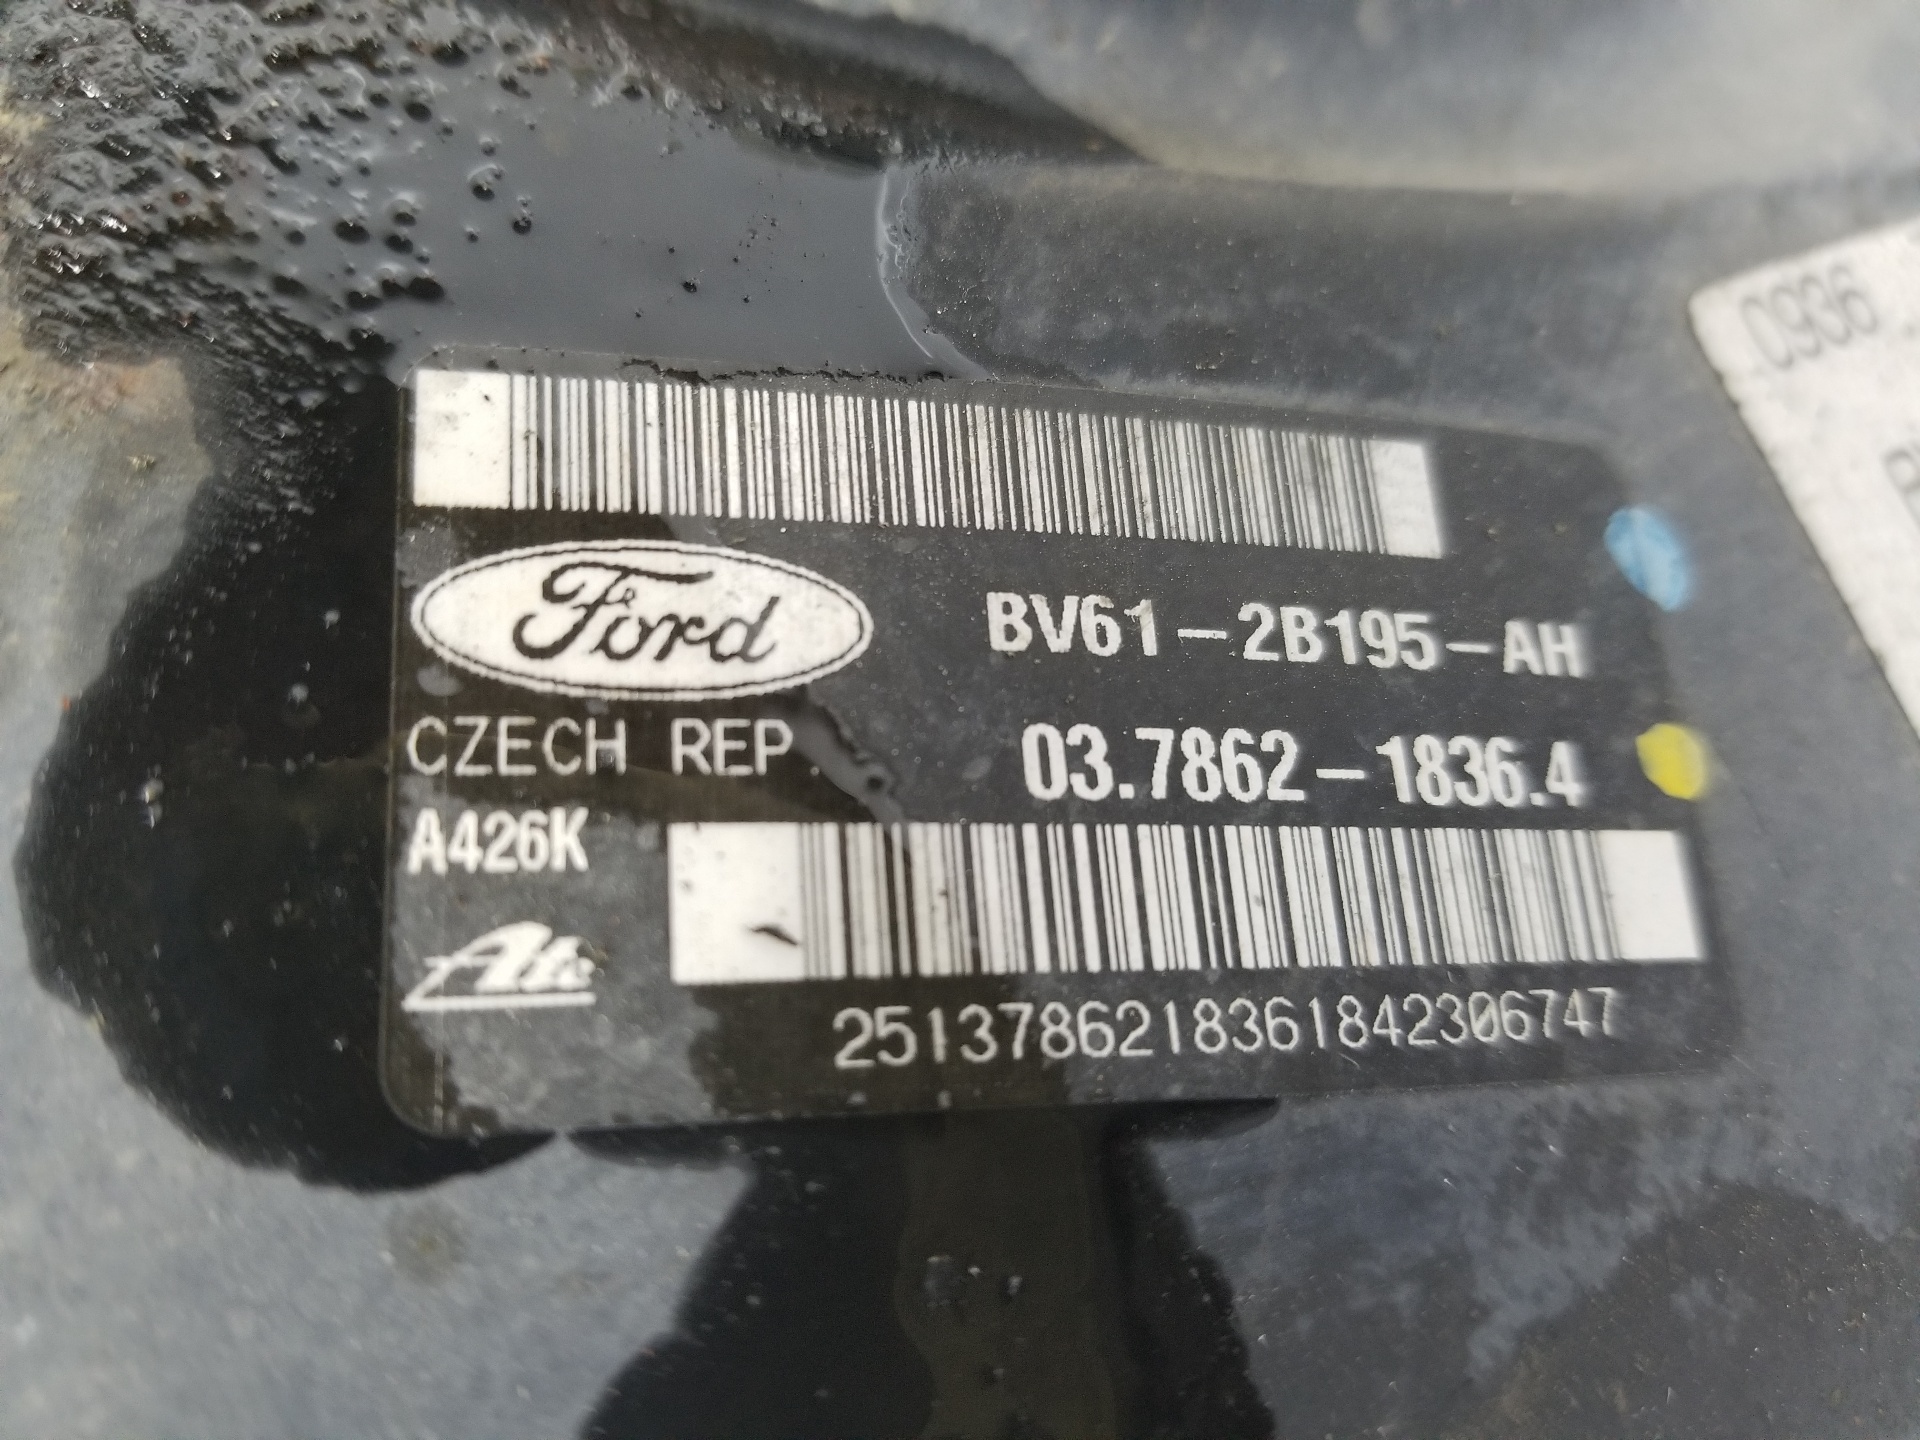 0936
Ford
BV61-2B195-AH
CZECH REP.
03.7862-1836.4
A426K
Ate
2513786218361842306747